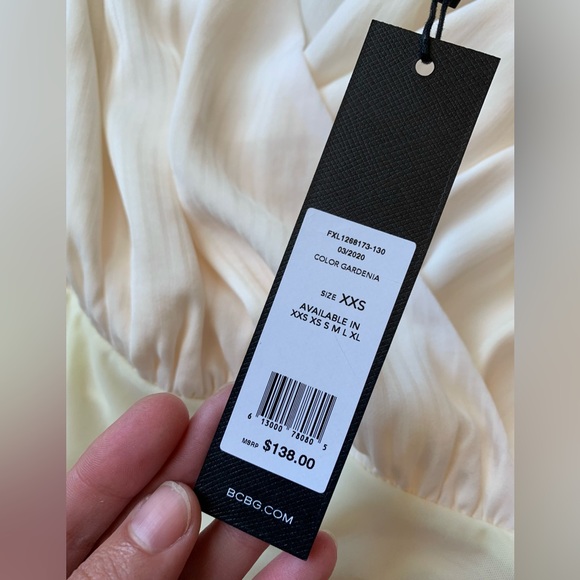 FXL1268173-130
03/2020
COLOR GARDENIA
SIZE XXS
AVAILABLE IN
XXS XS S M L XL
6 13000 78080 5
MSRP $138.00
BCBG.COM